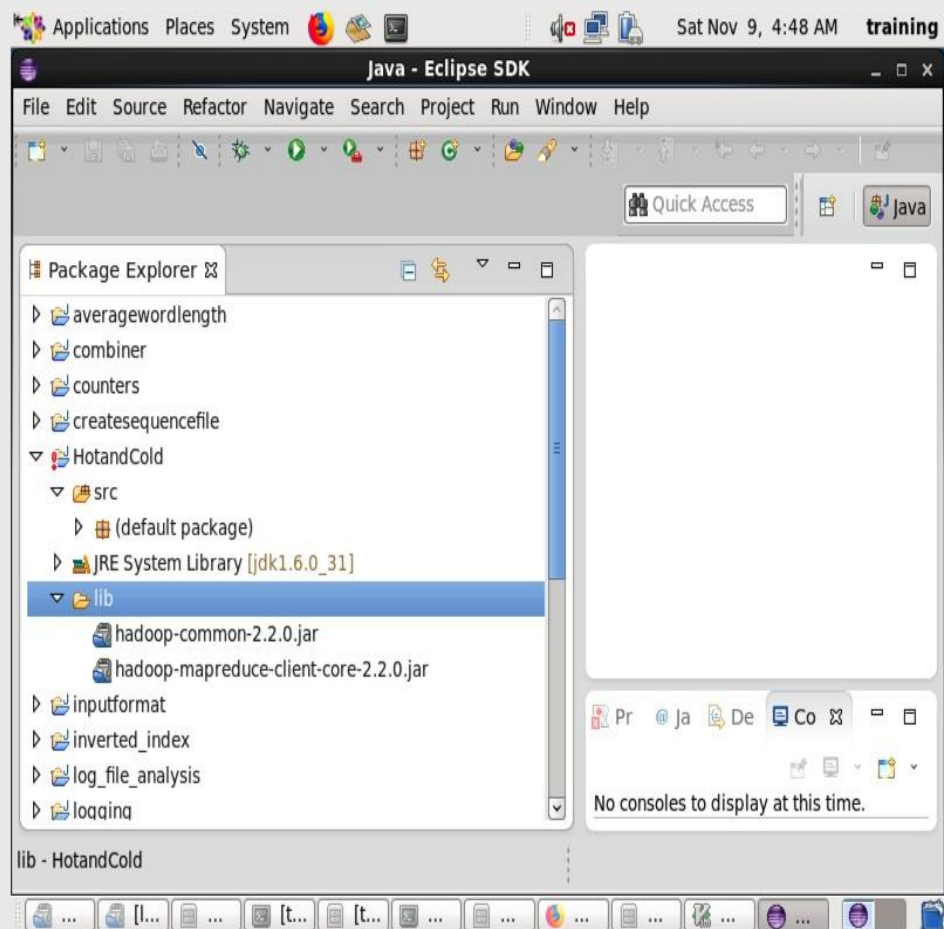 Applications Places System Sat Nov 9, 4:48 AM training
Java - Eclipse SDK
File Edit Source Refactor Navigate Search Project Run Window Help
Quick Access Java
Package Explorer
averagewordlength
combiner
counters
createsequencefile
HotandCold
src
(default package)
JRE System Library [jdk1.6.0_31]
lib
hadoop-common-2.2.0.jar
hadoop-mapreduce-client-core-2.2.0.jar
inputformat
inverted_index
log_file_analysis
logging
Pr @ Ja De Co
No consoles to display at this time.
lib - HotandCold
... [l... ... [t... [t... ... ... ... ... ... ...